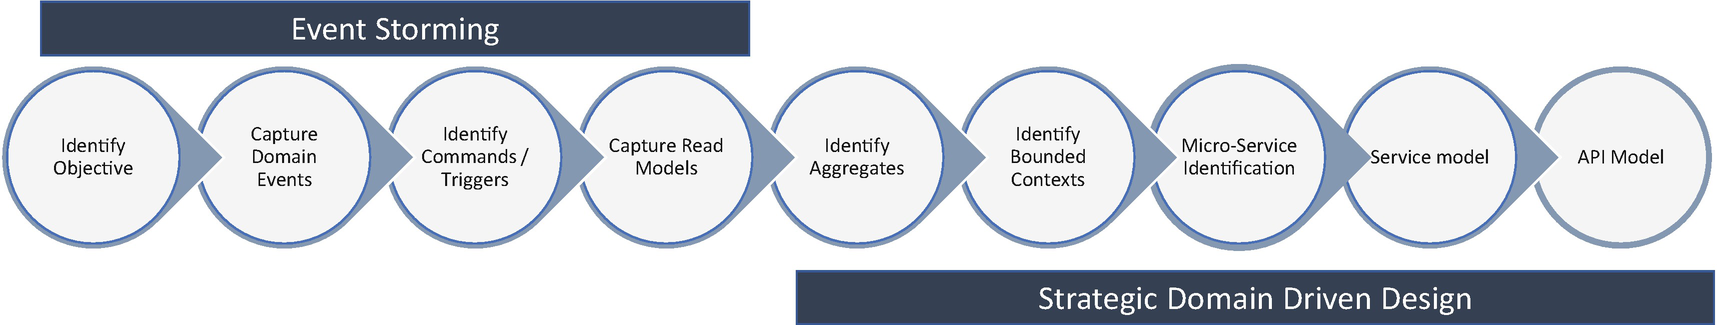 Event Storming
Identify
Objective
Capture
Domain
Events
Identify
Commands /
Triggers
Capture Read
Models
Identify
Aggregates
Identify
Bounded
Contexts
Micro-Service
Identification
Service model
API Model
Strategic Domain Driven Design